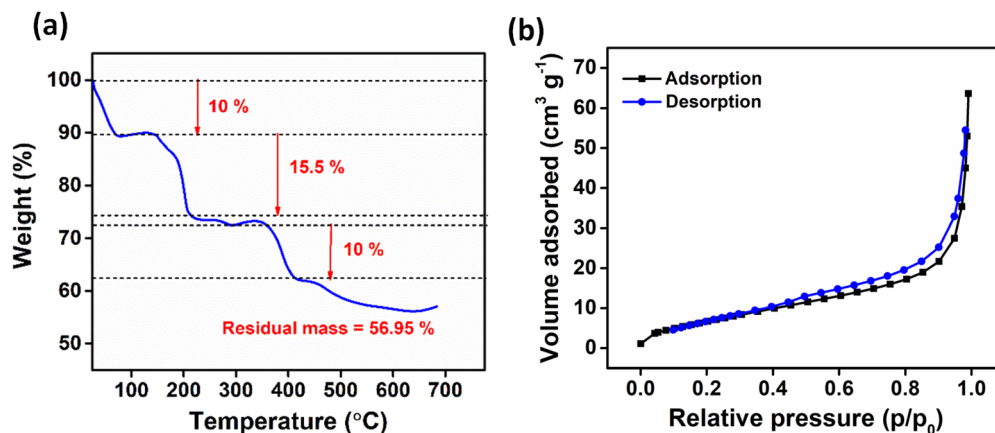 (a)
100
90
80
70
60
50
Weight (%)
10 %
15.5 %
10 %
Residual mass = 56.95 %
100 200 300 400 500 600 700
Temperature (°C)
(b)
Adsorption
Desorption
70
60
50
40
30
20
10
0
Volume adsorbed (cm³ g⁻¹)
0.0 0.2 0.4 0.6 0.8 1.0
Relative pressure (p/p₀)